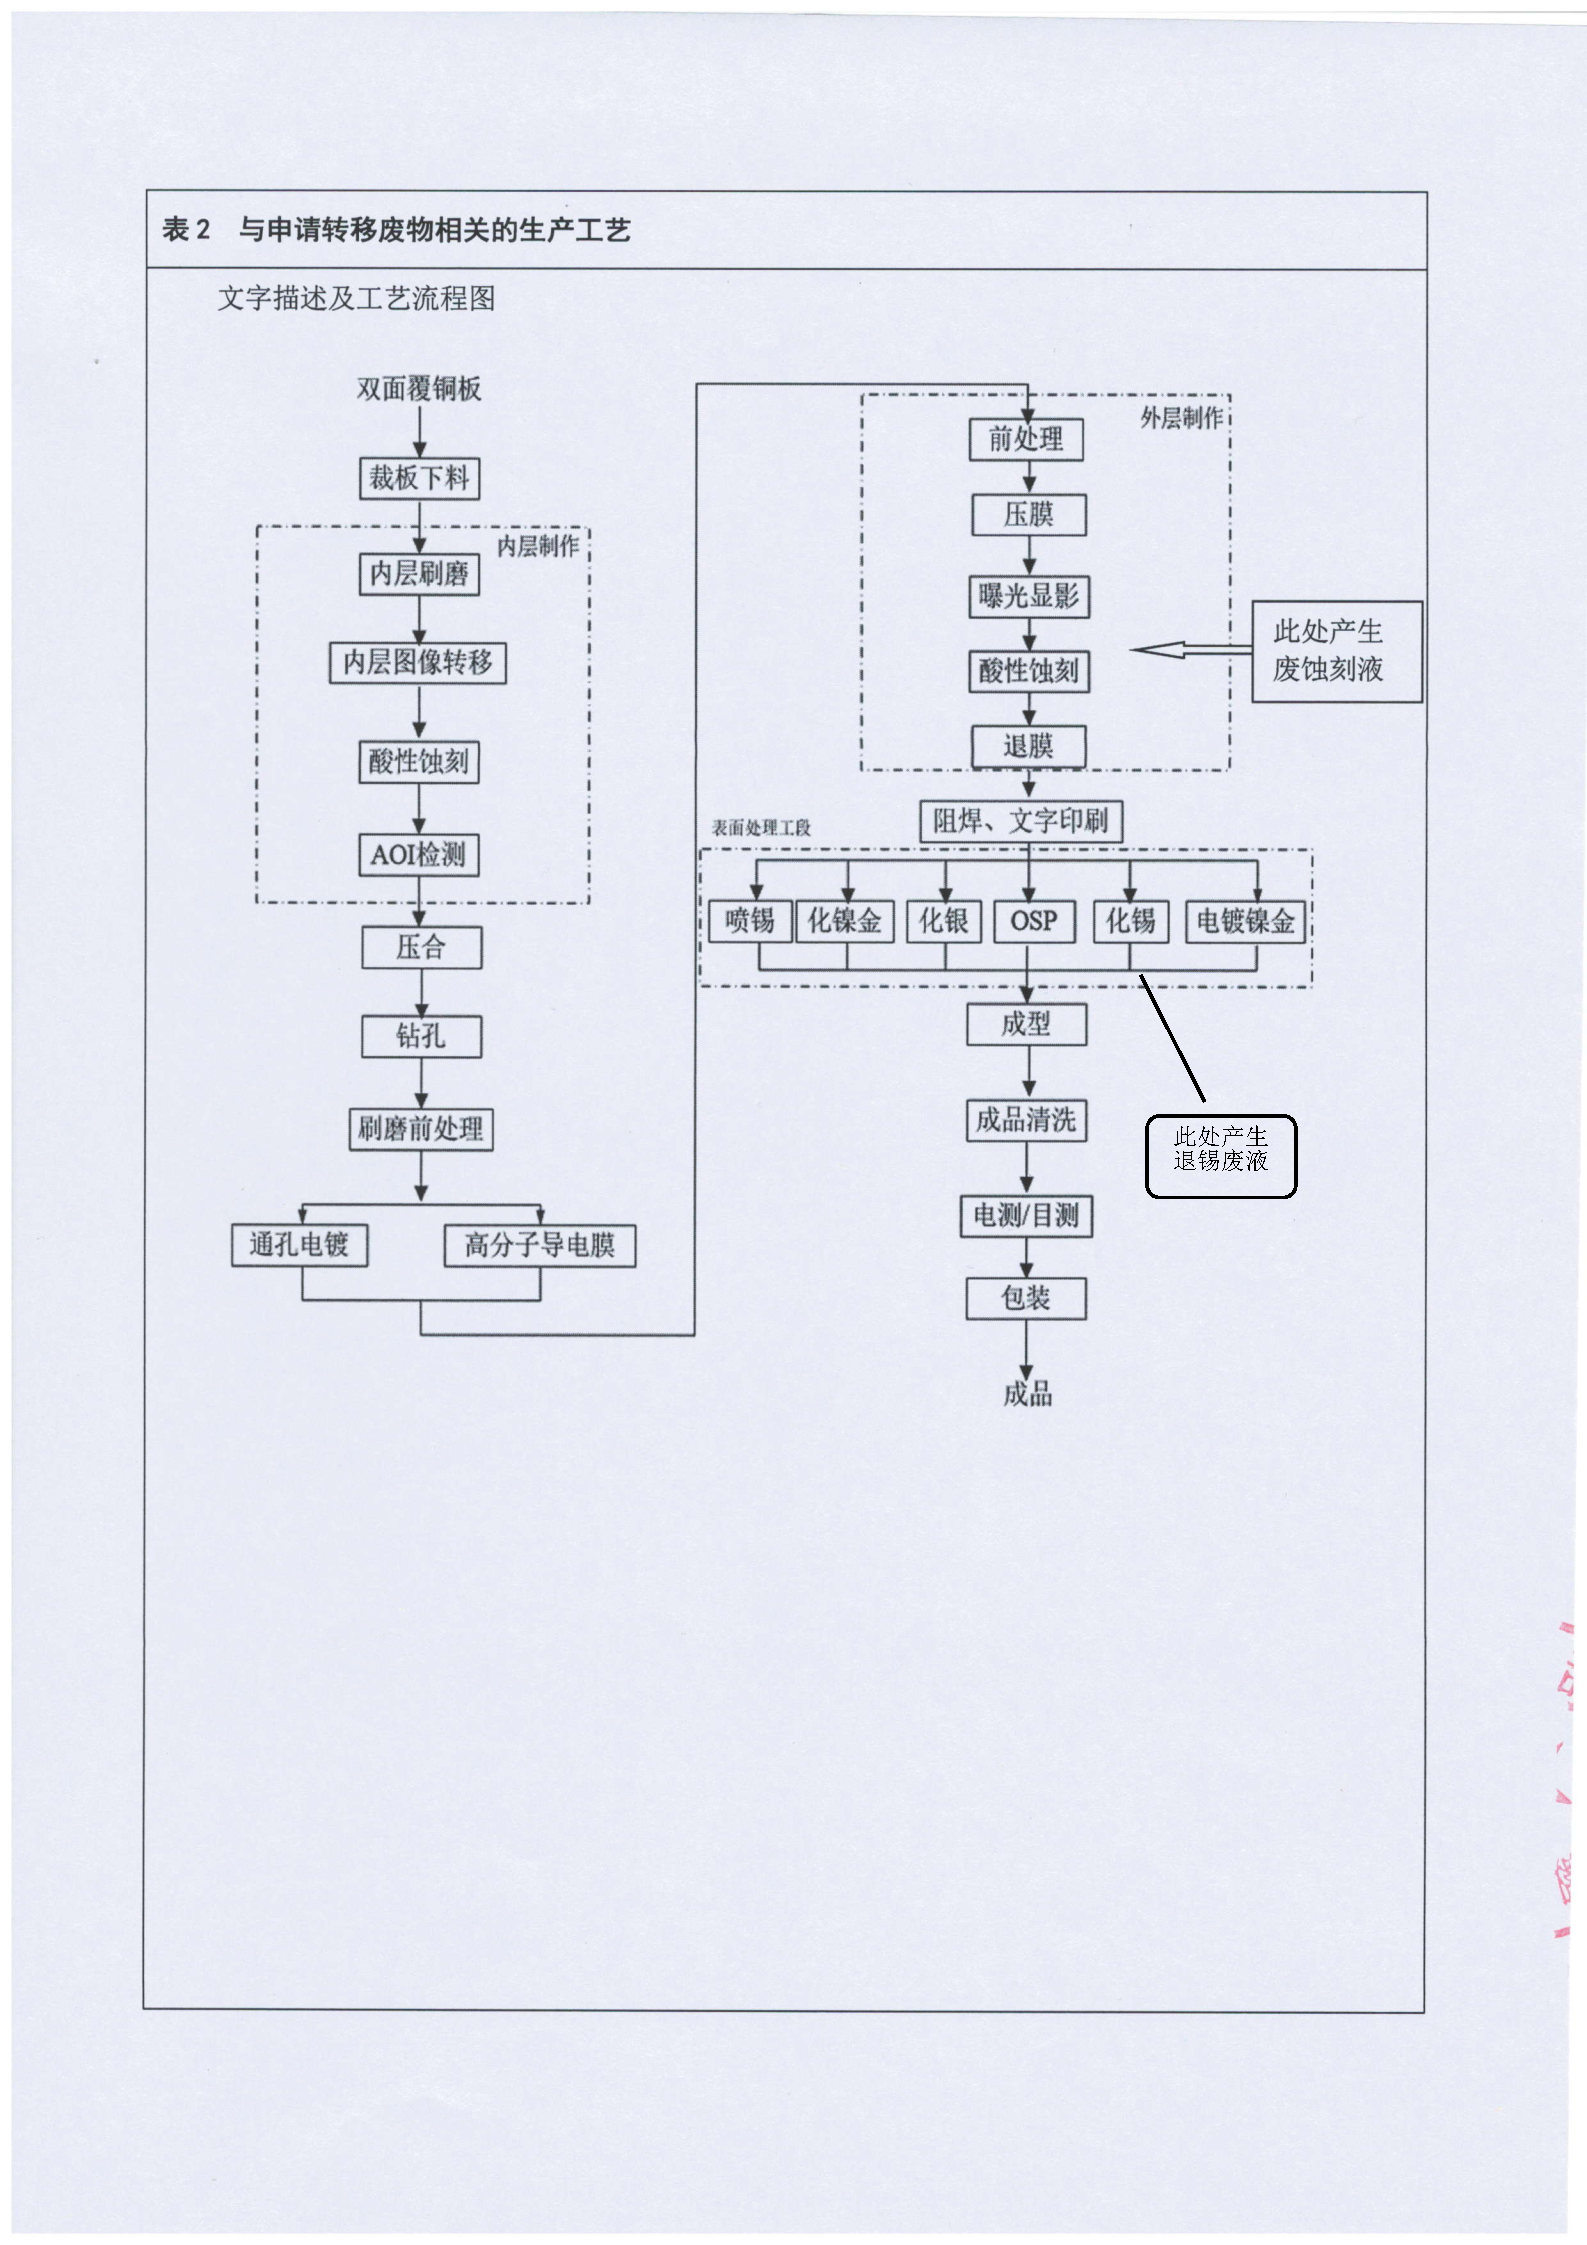 表2 与申请转移废物相关的生产工艺
文字描述及工艺流程图
双面覆铜板
裁板下料
内层制作
内层刷磨
内层图像转移
酸性蚀刻
AOI检测
压合
钻孔
刷磨前处理
通孔电镀
高分子导电膜
外层制作
前处理
压膜
曝光显影
酸性蚀刻
此处产生
废蚀刻液
退膜
阻焊、文字印刷
表面处理工段
喷锡
化镍金
化银
OSP
化锡
电镀镍金
成型
成品清洗
此处产生
退锡废液
电测/目测
包装
成品